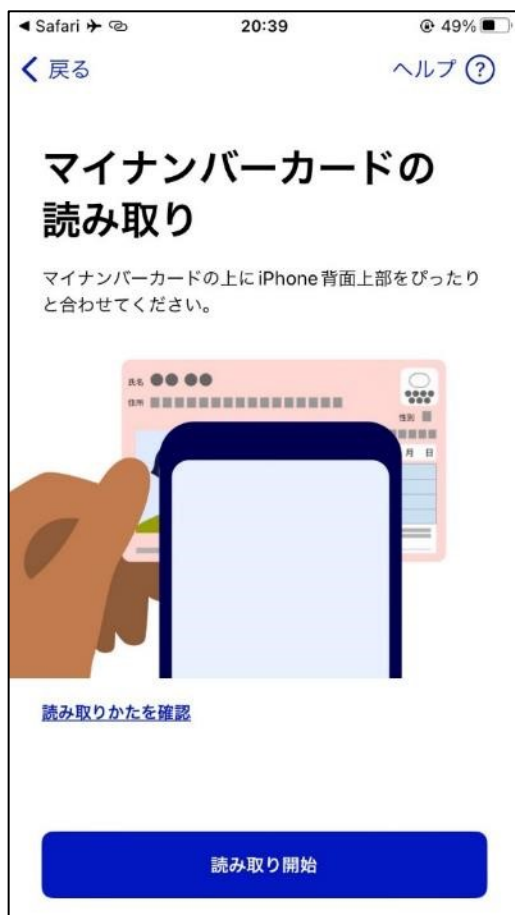 Safari
20:39
49%
戻る
ヘルプ ?
マイナンバーカードの
読み取り
マイナンバーカードの上にiPhone背面上部をぴったり
と合わせてください。
氏名
住所
性別
月 日
読み取りかたを確認
読み取り開始